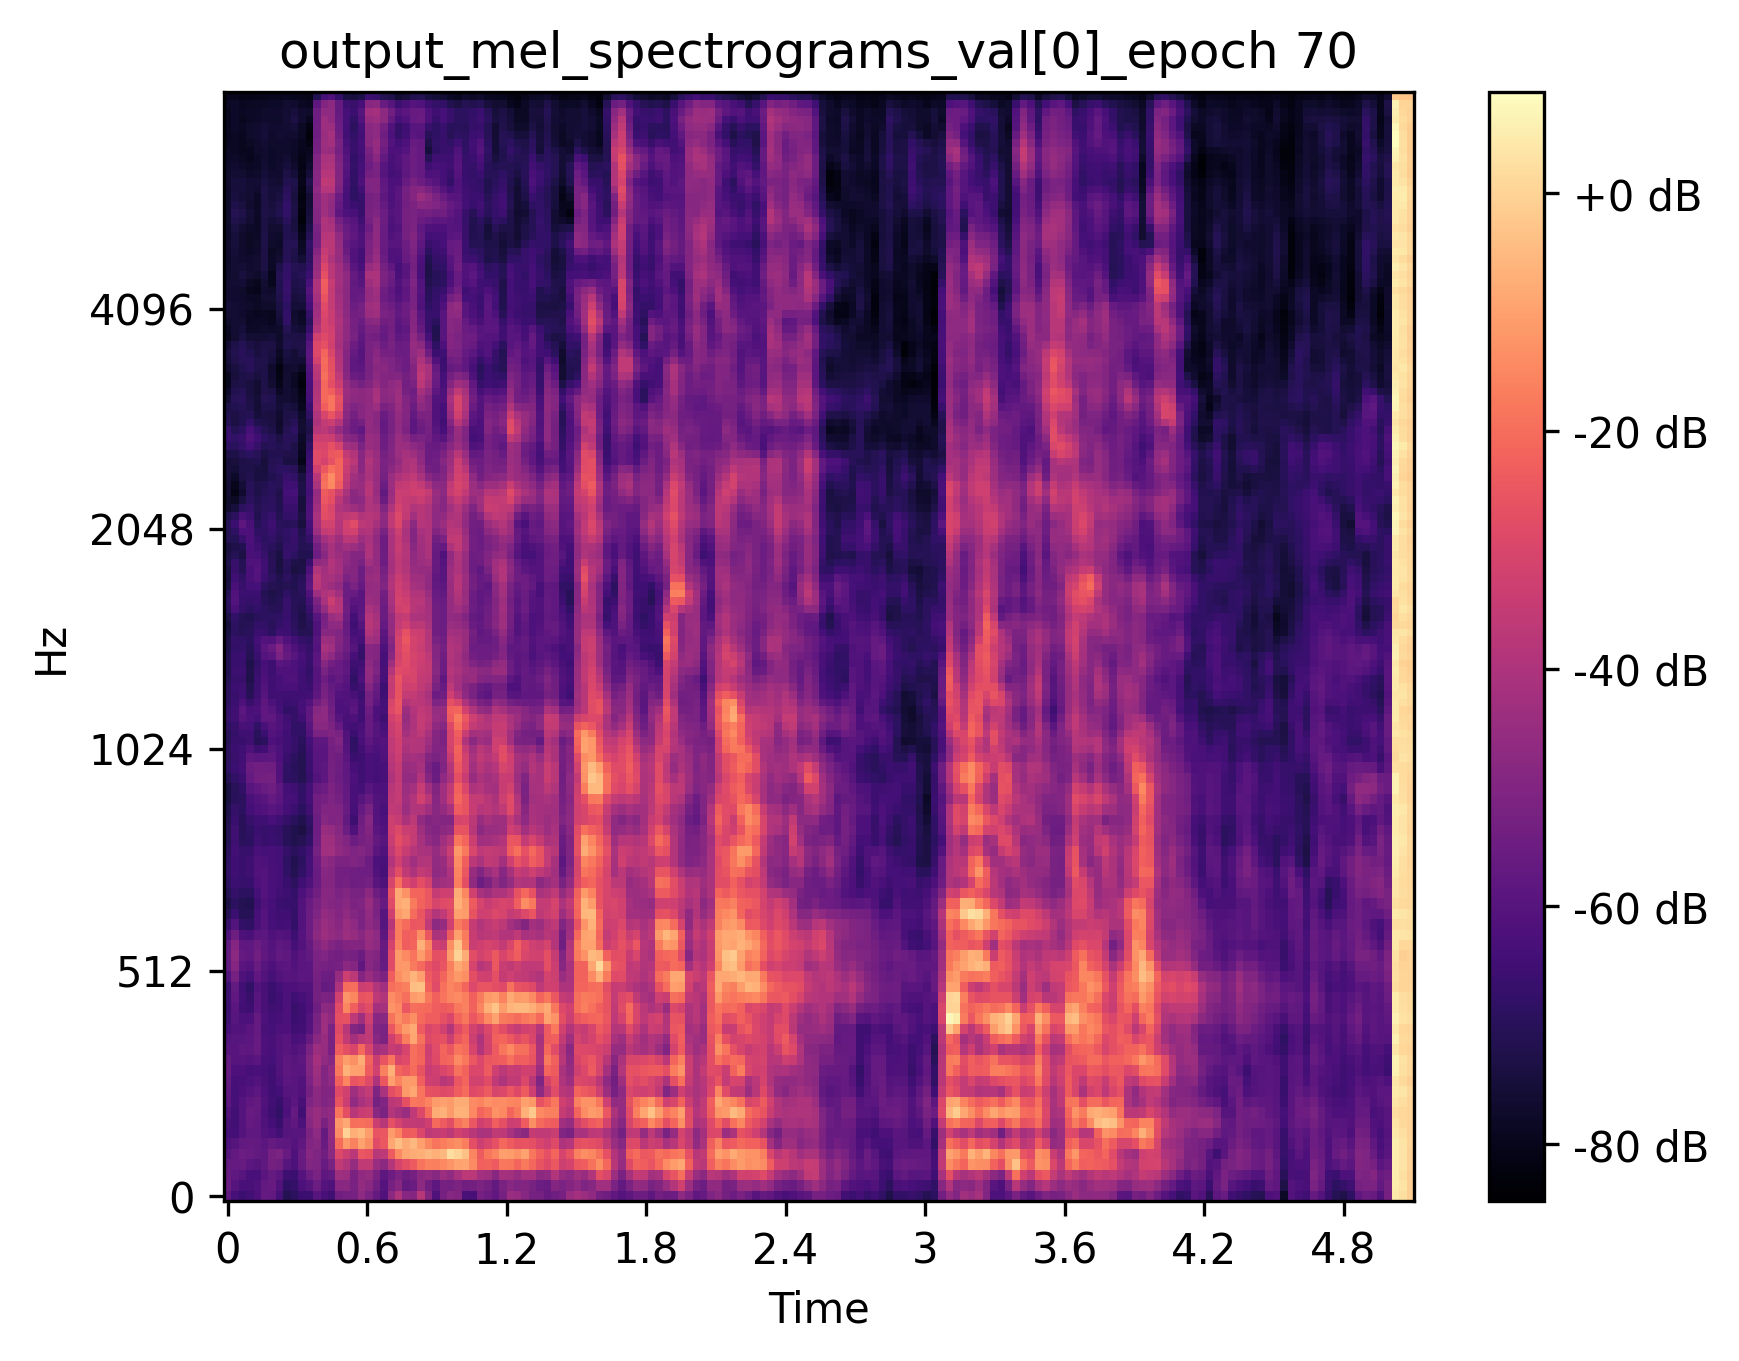 output_mel_spectrograms_val[0]_epoch 70
Hz
4096
2048
1024
512
0
0 0.6 1.2 1.8 2.4 3 3.6 4.2 4.8
Time
+0 dB
-20 dB
-40 dB
-60 dB
-80 dB